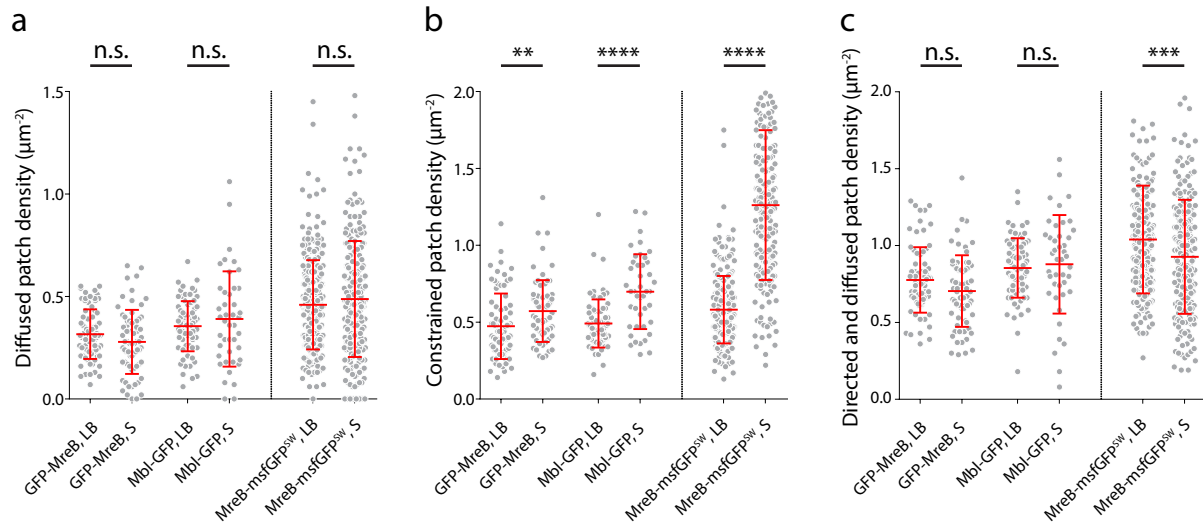 a
n.s. n.s. n.s.
Diffused patch density (µm⁻²)
1.5
1.0
0.5
0.0
GFP-MreB, LB
GFP-MreB, S
Mbl-GFP, LB
Mbl-GFP, S
MreB-msfGFPˢᵂ, LB
MreB-msfGFPˢᵂ, S
b
** **** ****
Constrained patch density (µm⁻²)
2.0
1.5
1.0
0.5
0.0
GFP-MreB, LB
GFP-MreB, S
Mbl-GFP, LB
Mbl-GFP, S
MreB-msfGFPˢᵂ, LB
MreB-msfGFPˢᵂ, S
c
n.s. n.s. ***
Directed and diffused patch density (µm⁻²)
2.0
1.5
1.0
0.5
0.0
GFP-MreB, LB
GFP-MreB, S
Mbl-GFP, LB
Mbl-GFP, S
MreB-msfGFPˢᵂ, LB
MreB-msfGFPˢᵂ, S